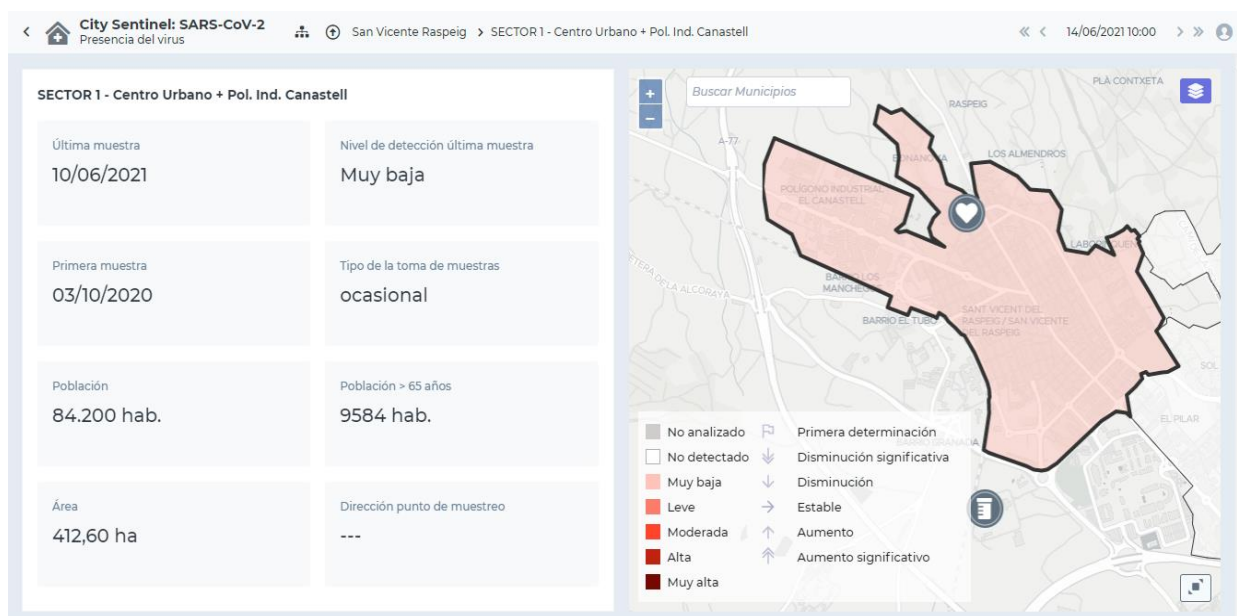 City Sentinel: SARS-CoV-2
Presencia del virus
San Vicente Raspeig > SECTOR 1 - Centro Urbano + Pol. Ind. Canastell
14/06/2021 10:00
SECTOR 1 - Centro Urbano + Pol. Ind. Canastell
Última muestra
10/06/2021
Nivel de detección última muestra
Muy baja
Primera muestra
03/10/2020
Tipo de la toma de muestras
ocasional
Población
84.200 hab.
Población > 65 años
9584 hab.
Área
412,60 ha
Dirección punto de muestreo
---
+
−
Buscar Municipios
PLÀ CONTXETA
RASPEIG
A-77
LOS ALMENDROS
POLÍGONO INDUSTRIAL
EL CANASTELL
BARRIO LOS
MANCHEGOS
BARRIO EL TUBO
SANT VICENT DEL
RASPEIG / SAN VICENTE
DEL RASPEIG
SOL
EL PILAR
BARRIO GRANADA
No analizado
No detectado
Muy baja
Leve
Moderada
Alta
Muy alta
Primera determinación
Disminución significativa
Disminución
Estable
Aumento
Aumento significativo